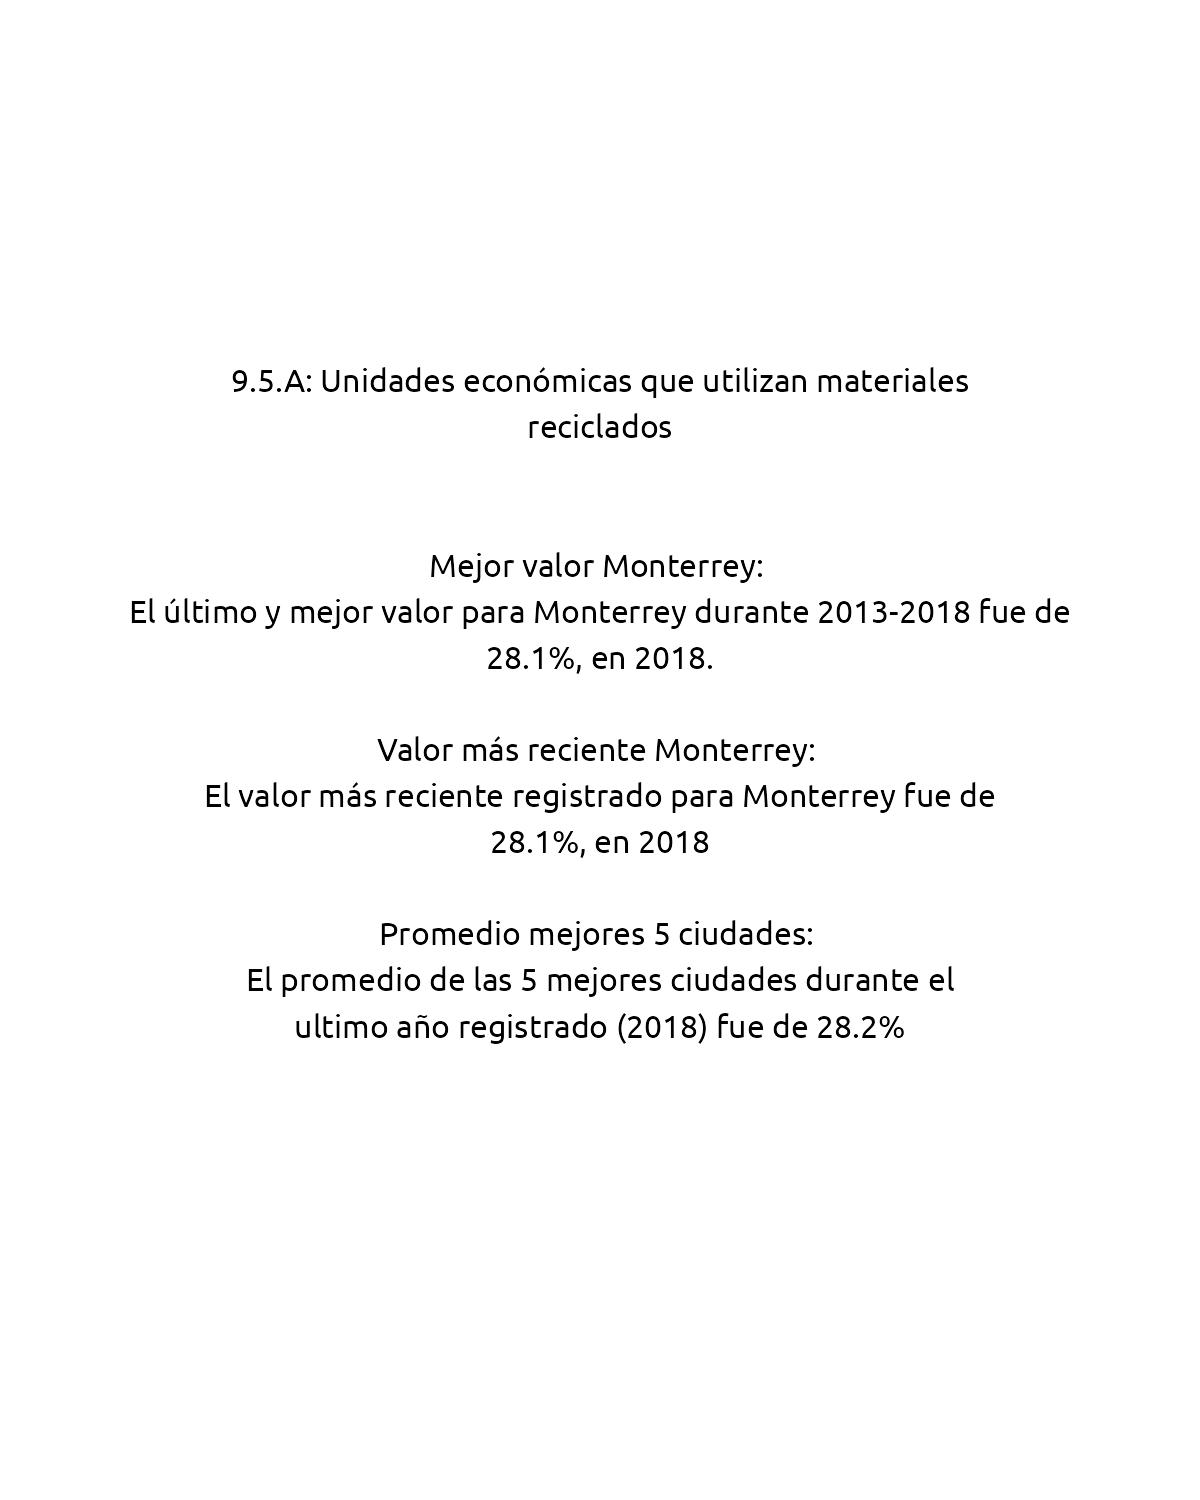 9.5.A: Unidades económicas que utilizan materiales
reciclados
Mejor valor Monterrey:
El último y mejor valor para Monterrey durante 2013-2018 fue de
28.1%, en 2018.
Valor más reciente Monterrey:
El valor más reciente registrado para Monterrey fue de
28.1%, en 2018
Promedio mejores 5 ciudades:
El promedio de las 5 mejores ciudades durante el
ultimo año registrado (2018) fue de 28.2%